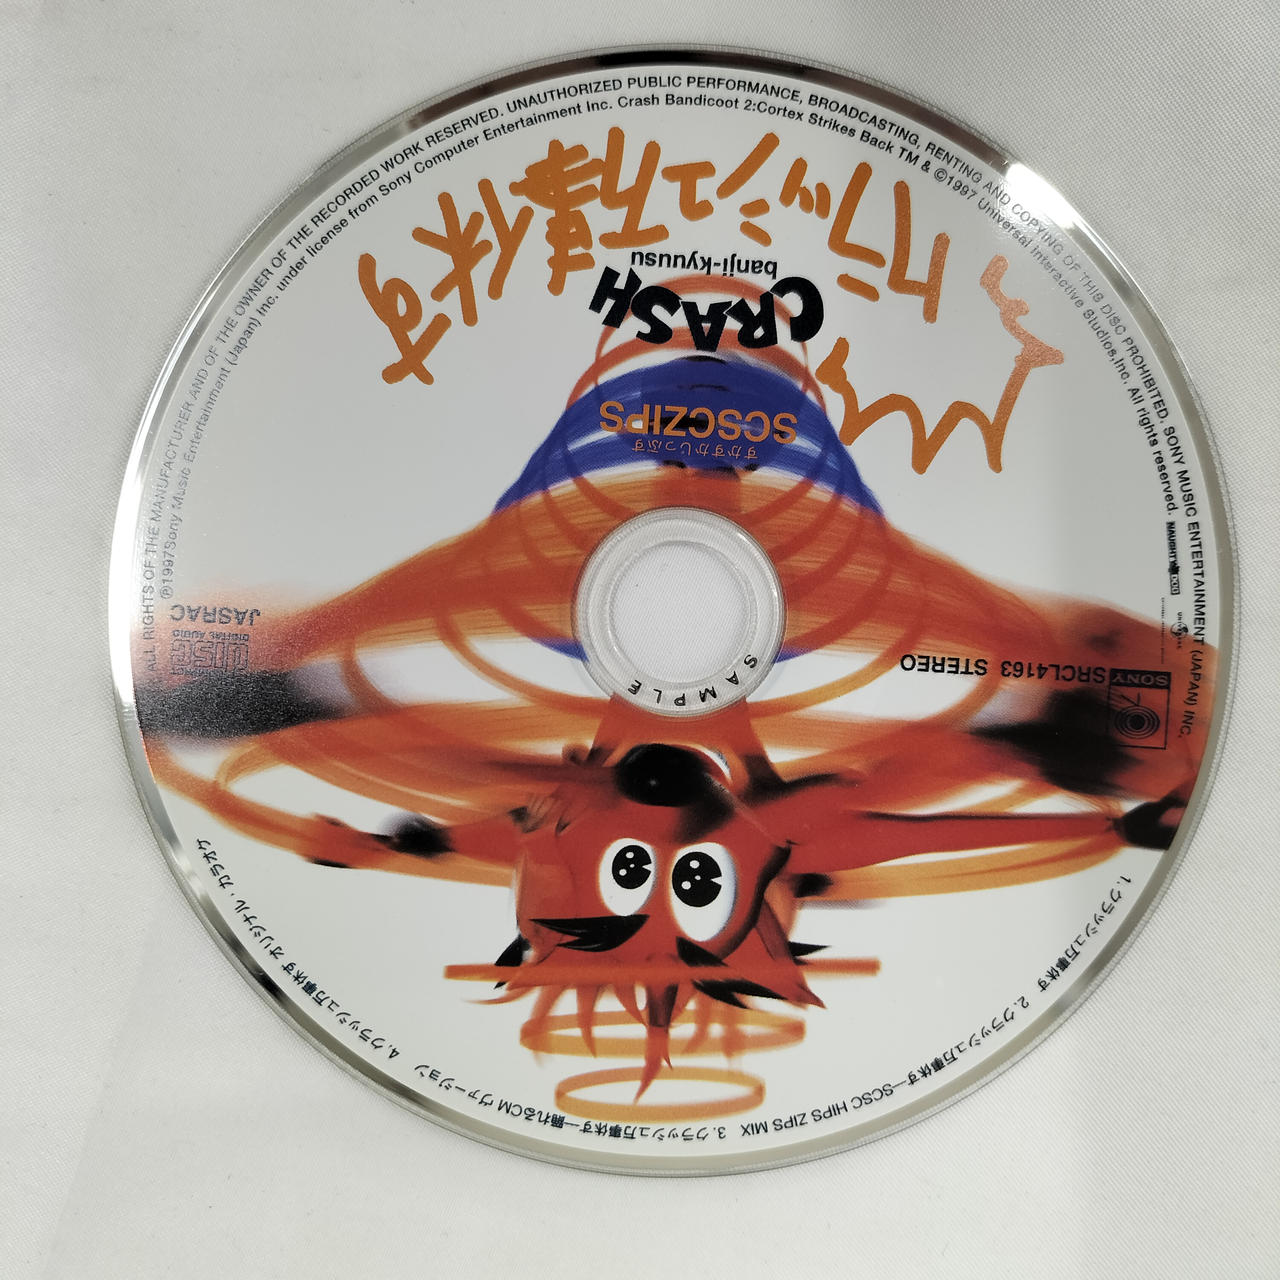 クラッシュ万事休す
CRASH
banji-kyuusu
SCSCZIPS
すかすかじっぷす
SAMPLE
SONY SRCL4163 STEREO
JASRAC
COMPACT DISC DIGITAL AUDIO
NAUGHTY DOG
UNIVERSAL
1.クラッシュ万事休す 2.クラッシュ万事休す―SCSC HIPS ZIPS MIX 3.クラッシュ万事休す―踊れるCM ヴァージョン 4.クラッシュ万事休す オリジナル・カラオケ
ALL RIGHTS OF THE MANUFACTURER AND OF THE OWNER OF THE RECORDED WORK RESERVED. UNAUTHORIZED PUBLIC PERFORMANCE, BROADCASTING, RENTING AND COPYING OF THIS DISC PROHIBITED. SONY MUSIC ENTERTAINMENT (JAPAN) INC.
℗1997Sony Music Entertainment (Japan) Inc. under license from Sony Computer Entertainment Inc. Crash Bandicoot 2:Cortex Strikes Back TM & ©1997 Universal Interactive Studios,Inc. All rights reserved.